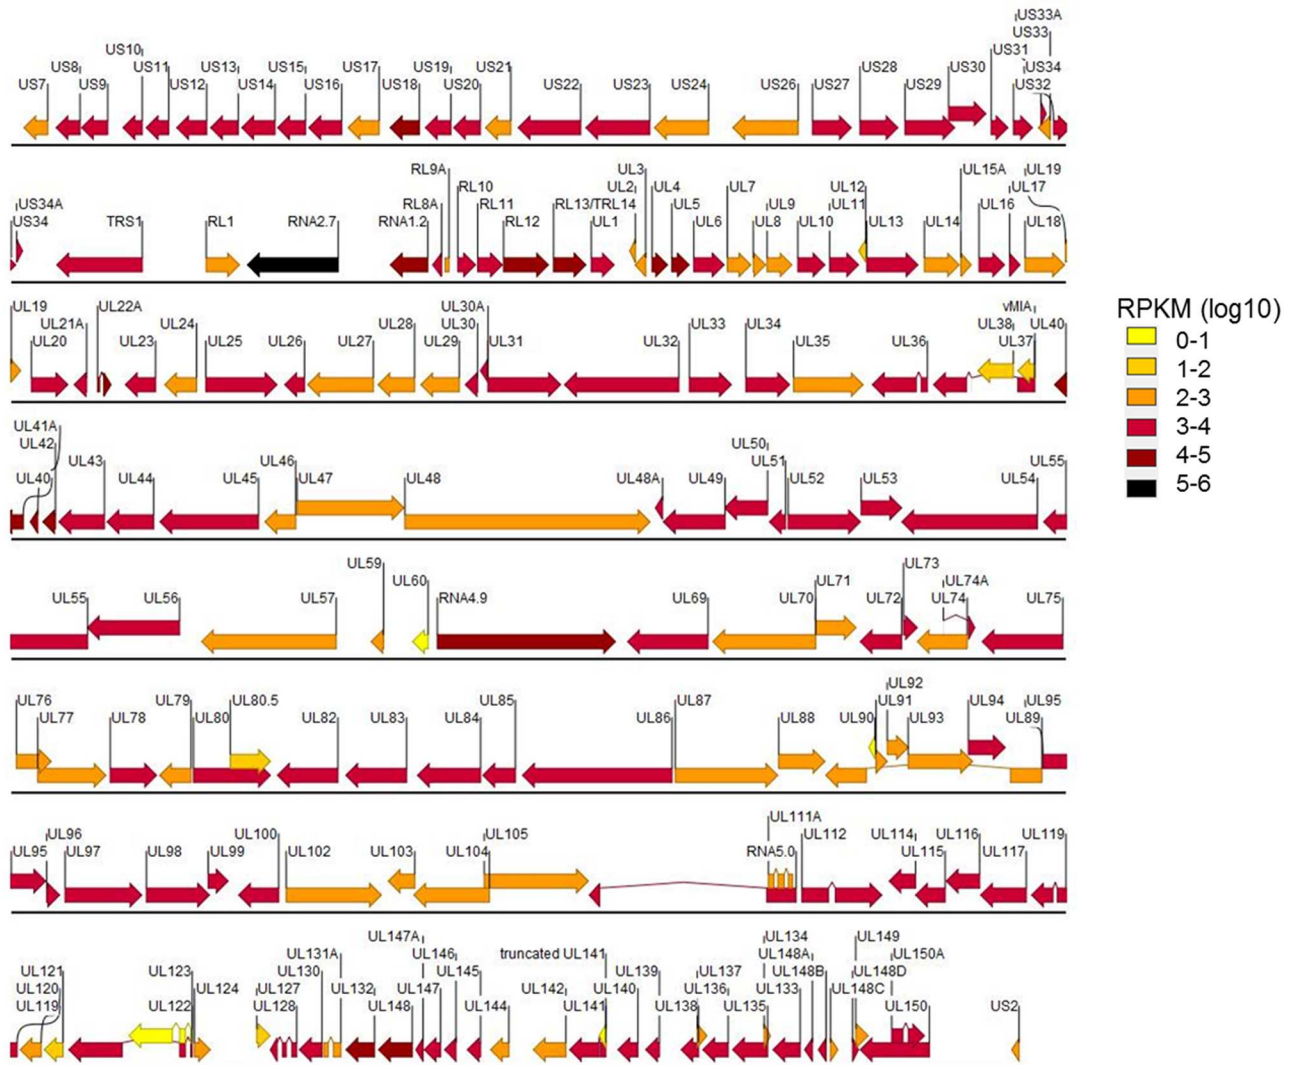 US33A
US33
US10 US31
US8 US11 US13 US15 US17 US19 US21 US28 US30 US34
US7 US9 US12 US14 US16 US18 US20 US22 US23 US24 US26 US27 US29 US32
RL9A UL3 UL15A UL19
RL10 UL2 UL4 UL7 UL12 UL17
US34A RL8A RL11 RL13/TRL14 UL5 UL9 UL11 UL16
US34 TRS1 RL1 RNA2.7 RNA1.2 RL12 UL1 UL6 UL8 UL10 UL13 UL14 UL18
UL19 UL22A UL30A vMIA
UL21A UL24 UL28 UL30 UL33 UL34 UL38 UL40
UL20 UL23 UL25 UL26 UL27 UL29 UL31 UL32 UL35 UL36 UL37
RPKM (log10)
0-1
1-2
2-3
3-4
4-5
5-6
UL41A
UL42 UL50
UL43 UL46 UL51 UL55
UL40 UL44 UL45 UL47 UL48 UL48A UL49 UL52 UL53 UL54
UL59 UL73
UL60 UL71 UL74A
UL55 UL56 UL57 RNA4.9 UL69 UL70 UL72 UL74 UL75
UL92
UL76 UL79 UL80.5 UL85 UL87 UL91 UL94 UL95
UL77 UL78 UL80 UL82 UL83 UL84 UL86 UL88 UL90 UL93 UL89
UL111A
UL96 UL100 UL105 UL112 UL114 UL116 UL119
UL95 UL97 UL98 UL99 UL102 UL103 UL104 RNA5.0 UL115 UL117
UL147A UL134 UL149
UL131A UL146 truncated UL141 UL148A UL150A
UL121 UL123 UL130 UL145 UL139 UL137 UL148B UL148D
UL120 UL124 UL127 UL132 UL147 UL142 UL140 UL136 UL133 UL148C
UL119 UL122 UL128 UL148 UL144 UL141 UL138 UL135 UL150 US2